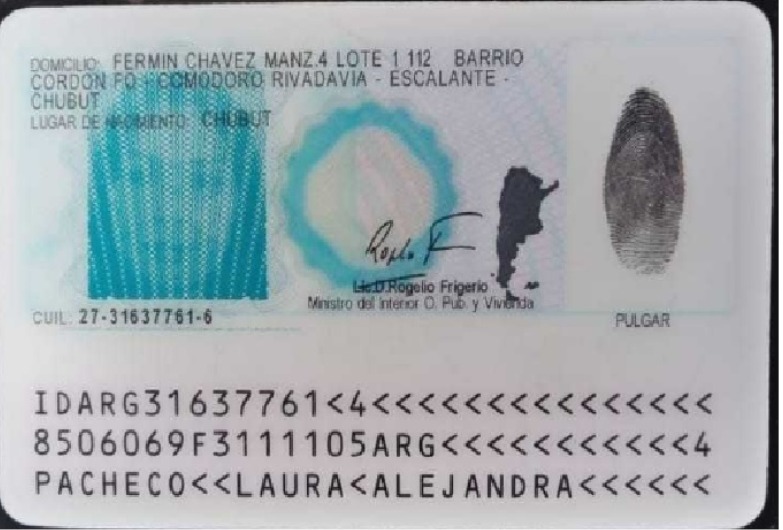 DOMICILIO: FERMIN CHAVEZ MANZ.4 LOTE 1 112 BARRIO
CORDON FO - COMODORO RIVADAVIA - ESCALANTE -
CHUBUT
LUGAR DE NACIMIENTO: CHUBUT
Lic.D.Rogelio Frigerio
Ministro del Interior O. Pub. y Vivienda
CUIL: 27-31637761-6
PULGAR
IDARG31637761<4<<<<<<<<<<<<<<<
8506069F3111105ARG<<<<<<<<<<<4
PACHECO<<LAURA<ALEJANDRA<<<<<<